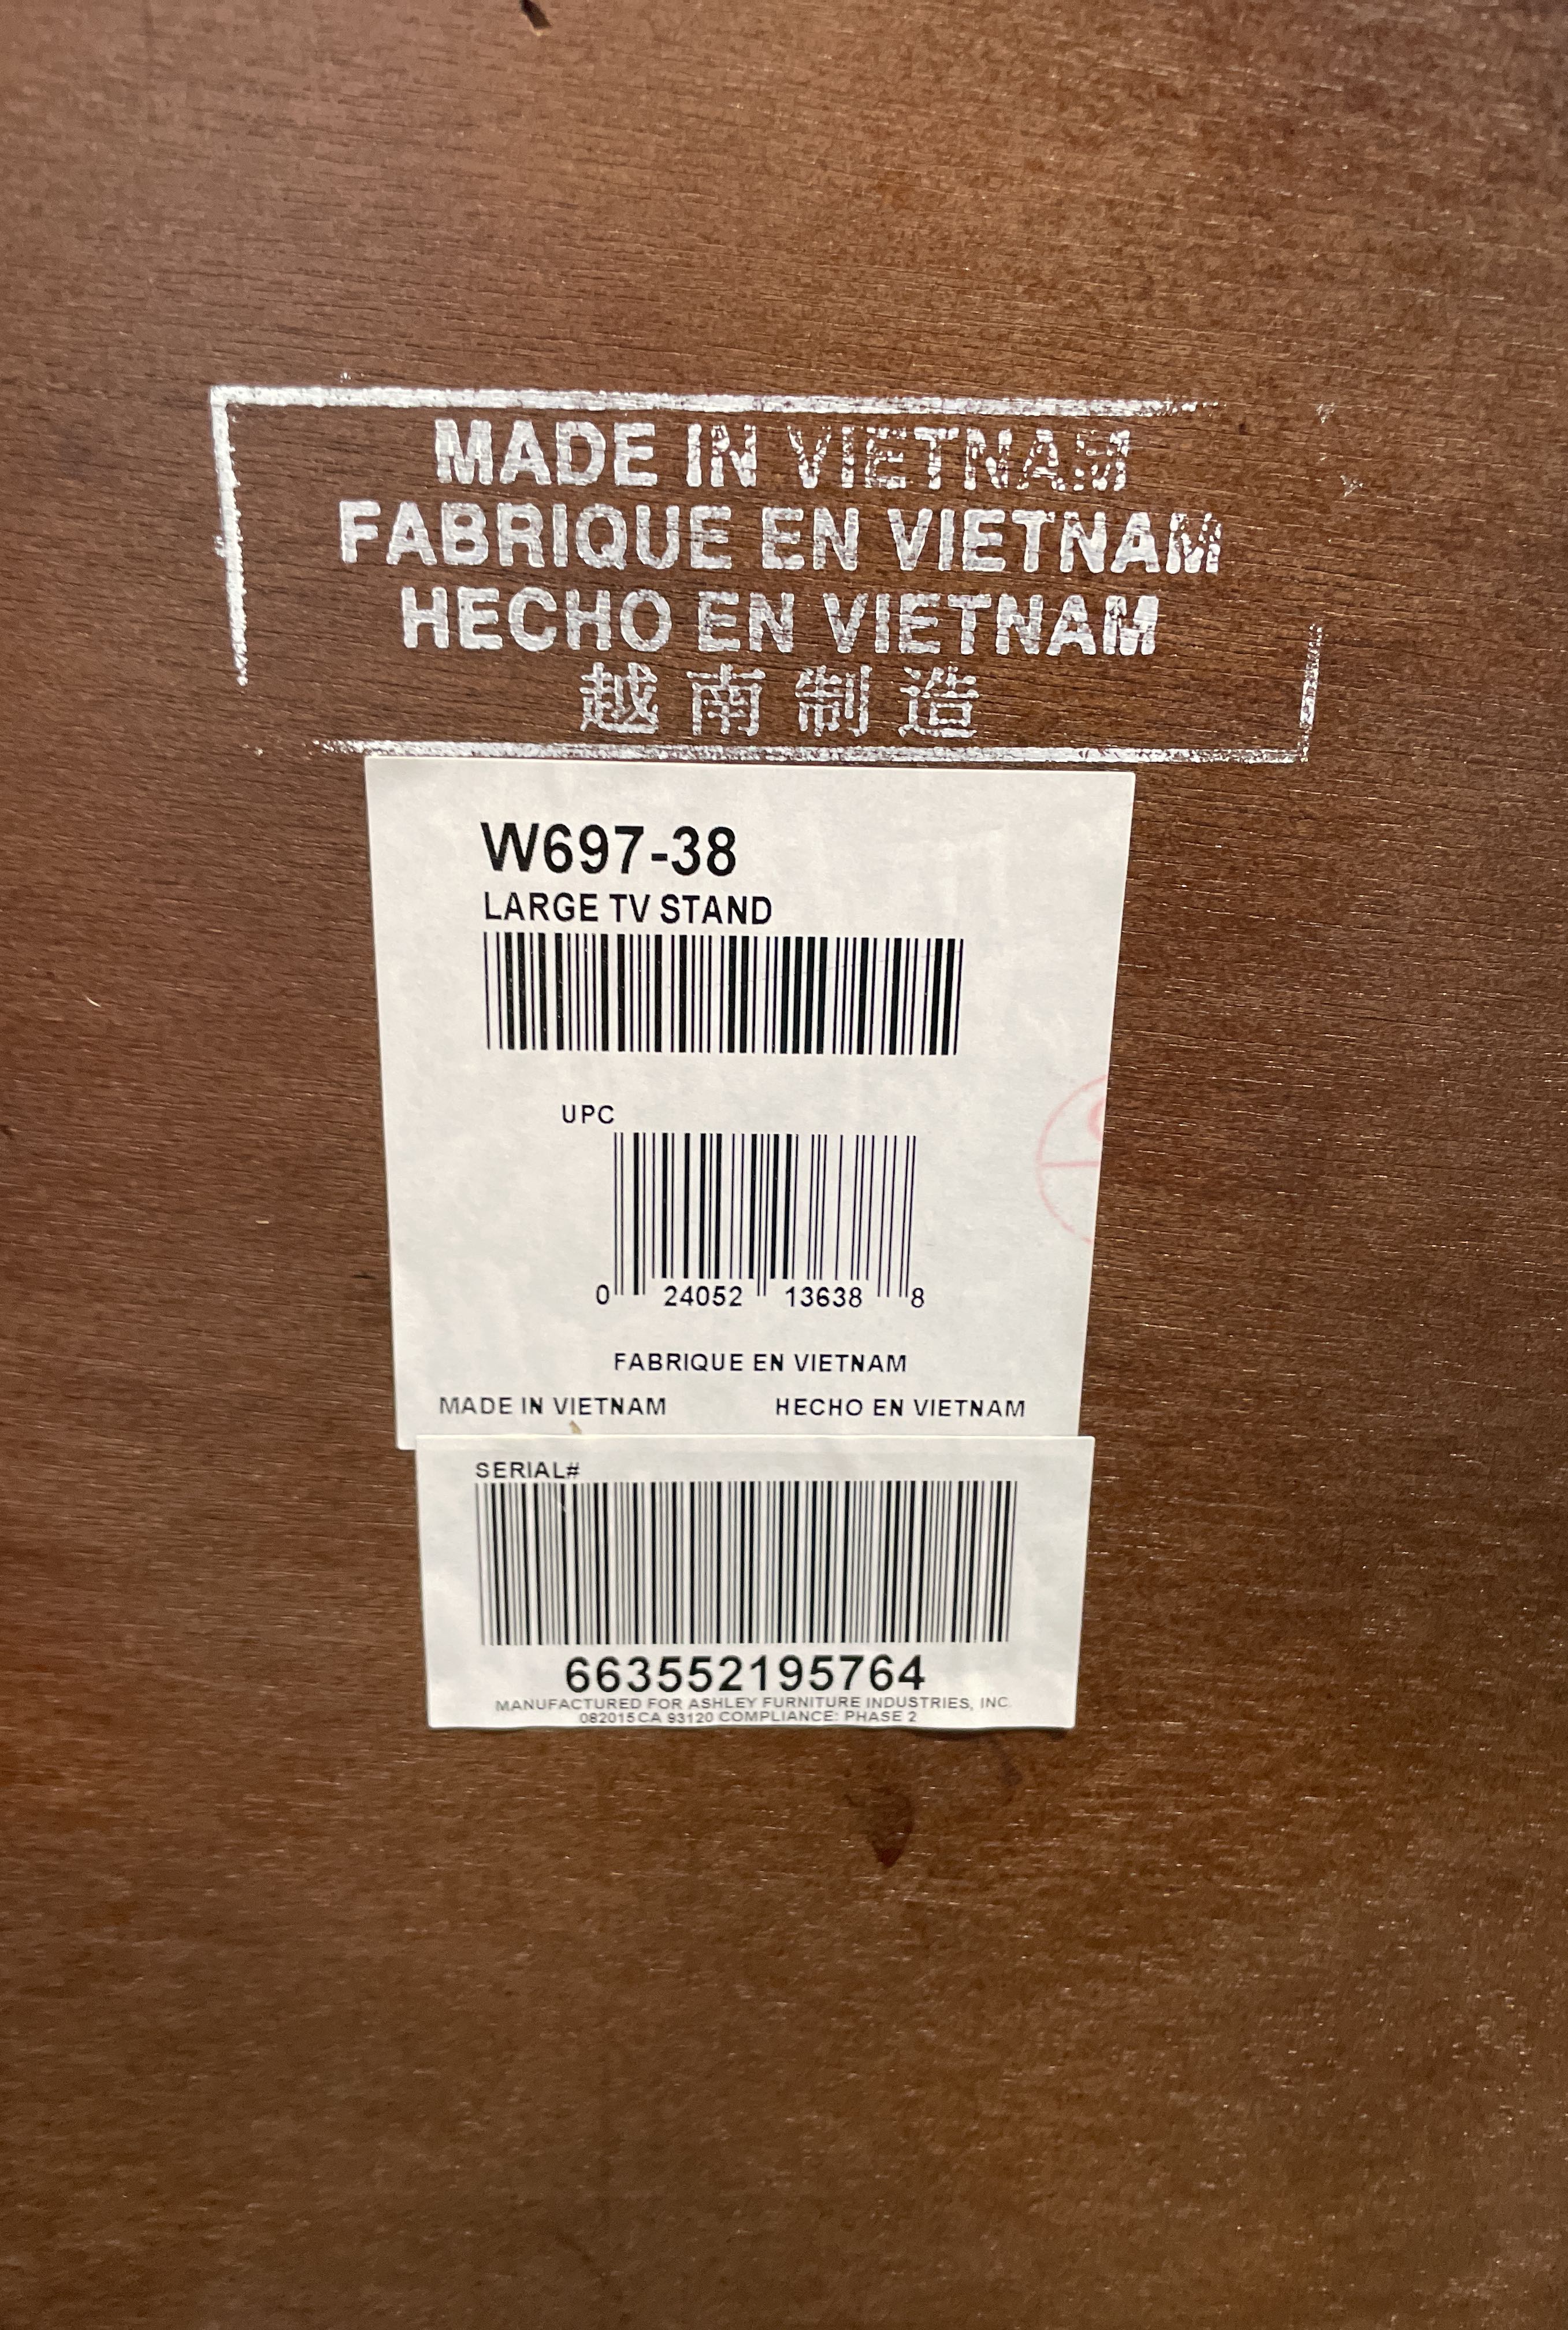 MADE IN VIETNAM
FABRIQUE EN VIETNAM
HECHO EN VIETNAM
越南制造
W697-38
LARGE TV STAND
UPC
0 24052 13638 8
FABRIQUE EN VIETNAM
MADE IN VIETNAM HECHO EN VIETNAM
SERIAL#
663552195764
MANUFACTURED FOR ASHLEY FURNITURE INDUSTRIES, INC.
082015CA 93120 COMPLIANCE: PHASE 2